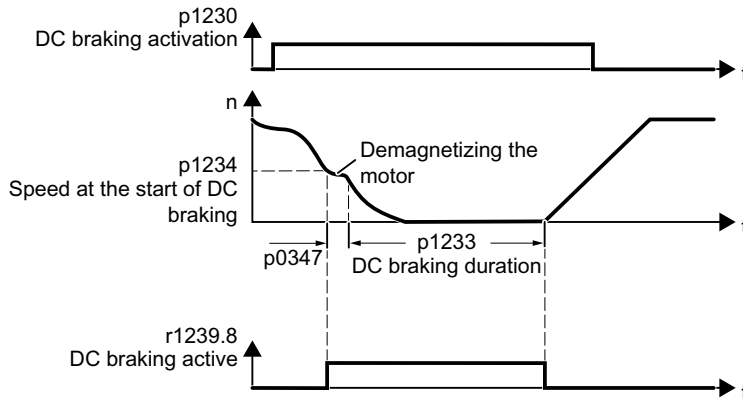 p1230
DC braking activation
t
n
p1234
Speed at the start of DC
braking
Demagnetizing the
motor
t
p0347
p1233
DC braking duration
r1239.8
DC braking active
t